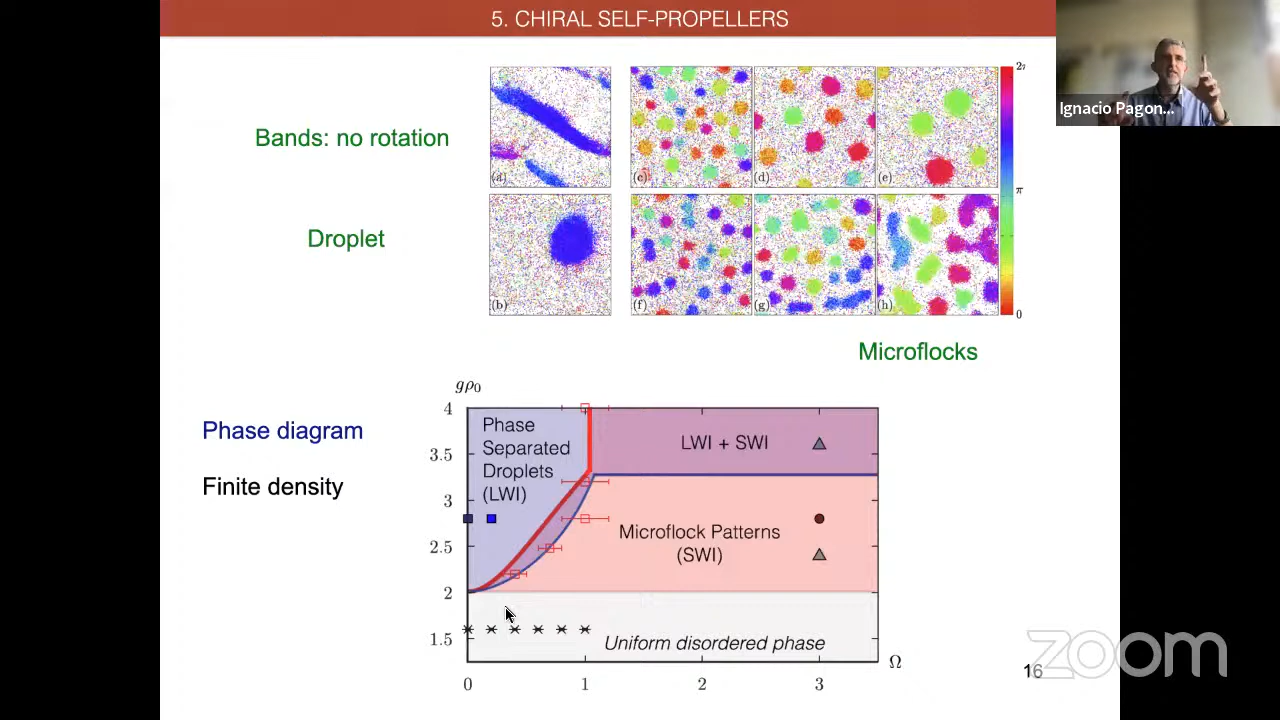 5. CHIRAL SELF-PROPELLERS
Ignacio Pagon...
Bands: no rotation
Droplet
(a)
(c)
(d)
(e)
(b)
(f)
(g)
(h)
π
0
Microflocks
Phase diagram
Finite density
gρ₀
4
3.5
3
2.5
2
1.5
Phase
Separated
Droplets
(LWI)
LWI + SWI
Microflock Patterns
(SWI)
Uniform disordered phase
Ω
0
1
2
3
zoom
16